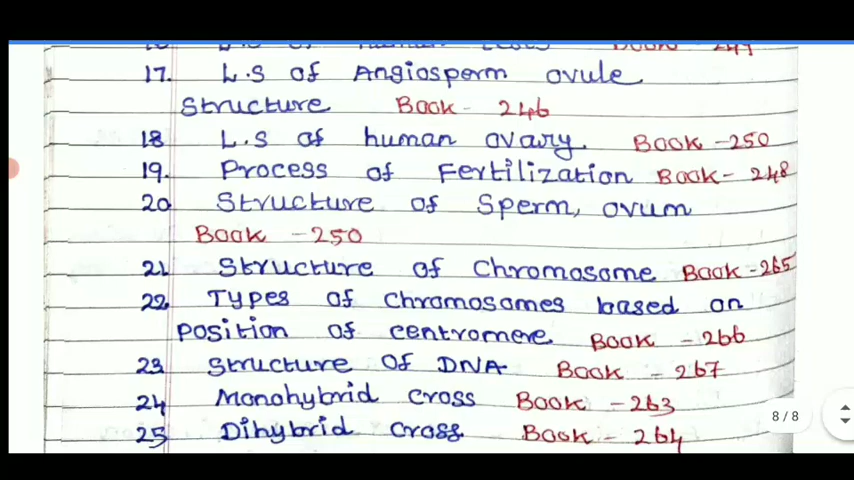 17. L.S of Angiosperm ovule
Structure Book - 246
18 L.S of human ovary. Book -250
19. Process of Fertilization Book - 248
20 Structure of Sperm, ovum
Book -250
21 Structure of Chromosome Book -265
22 Types of chromosomes based on
position of centromere Book -266
23 Structure of DNA Book - 267
24 Monohybrid cross Book -263
8 / 8
25 Dihybrid cross Book - 264